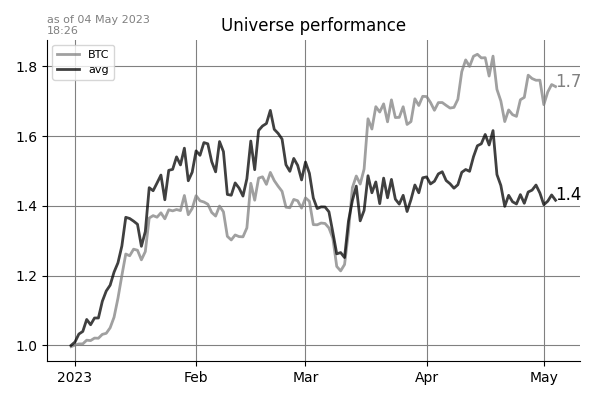 as of 04 May 2023
18:26
Universe performance
BTC
avg
1.8
1.6
1.4
1.2
1.0
1.7
1.4
2023
Feb
Mar
Apr
May